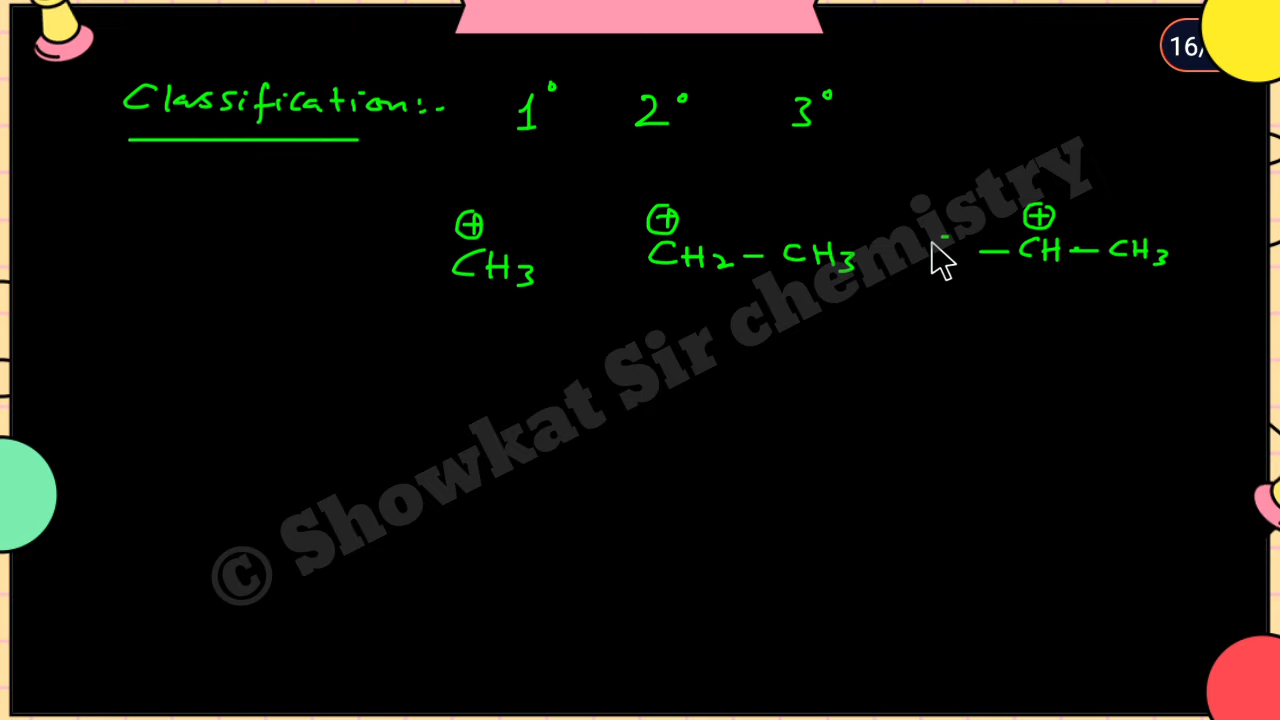 16/
Classification:- 1° 2° 3°
⊕ ⊕ ⊕
CH3 CH2 - CH3 - CH - CH3
© Showkat Sir chemistry